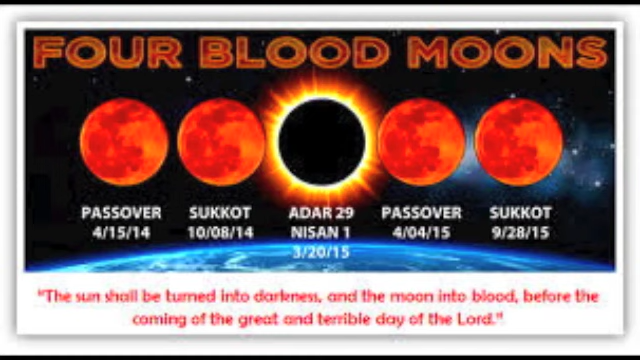 FOUR BLOOD MOONS
PASSOVER SUKKOT ADAR 29 PASSOVER SUKKOT
4/15/14 10/08/14 NISAN 1 4/04/15 9/28/15
3/20/15
"The sun shall be turned into darkness, and the moon into blood, before the
coming of the great and terrible day of the Lord."